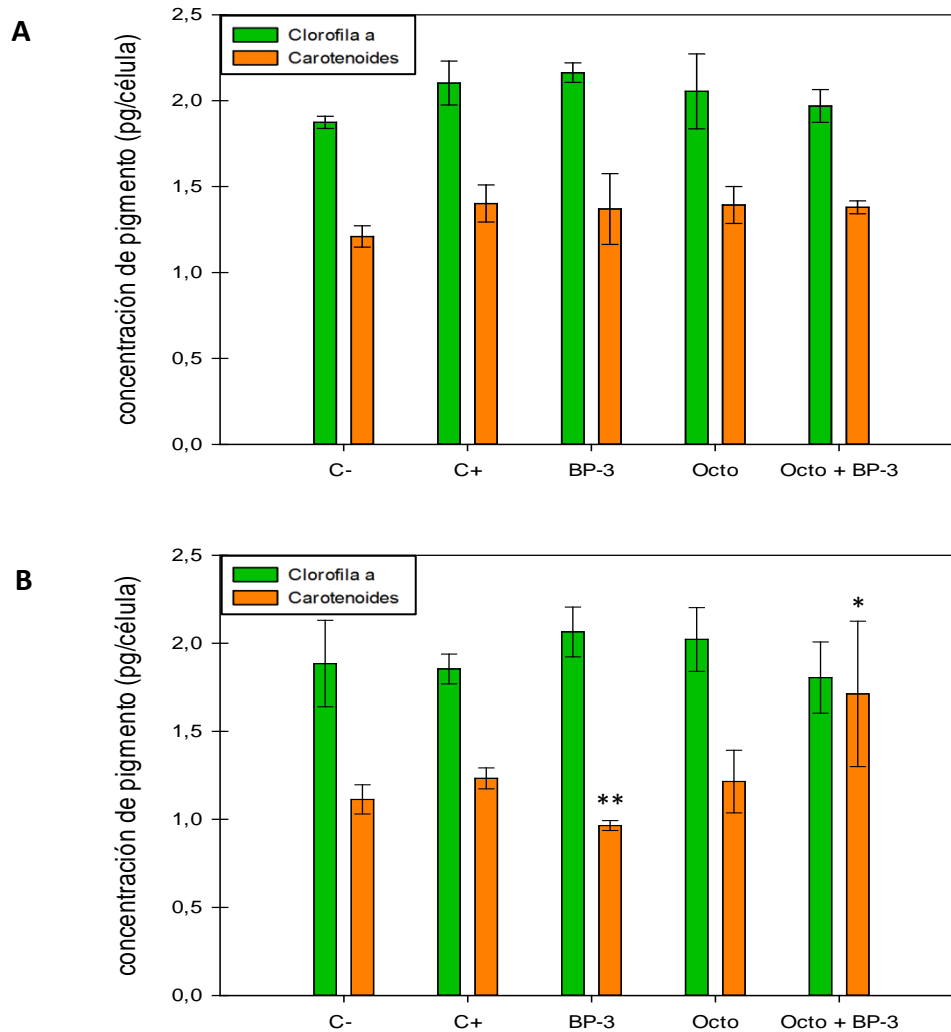 A
concentración de pigmento (pg/célula)
2,5
2,0
1,5
1,0
0,5
0,0
Clorofila a
Carotenoides
C-
C+
BP-3
Octo
Octo + BP-3
B
concentración de pigmento (pg/célula)
2,5
2,0
1,5
1,0
0,5
0,0
Clorofila a
Carotenoides
**
*
C-
C+
BP-3
Octo
Octo + BP-3